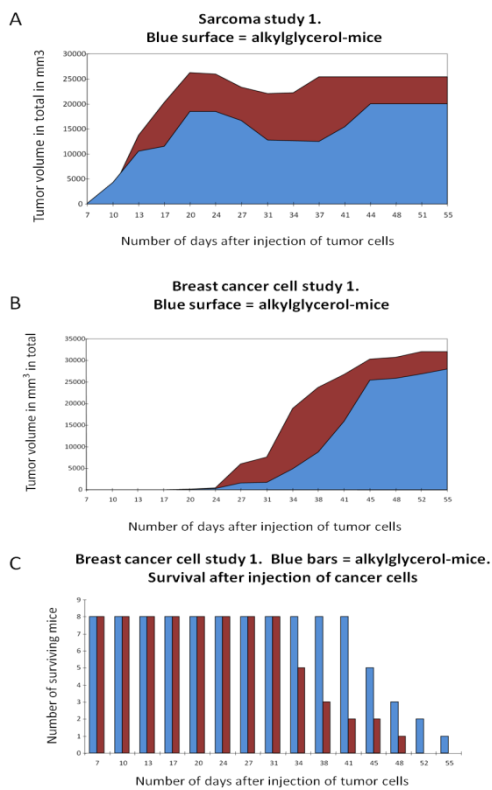 A
Sarcoma study 1.
Blue surface = alkylglycerol-mice
Tumor volume in total in mm3
30000
25000
20000
15000
10000
5000
0
7 10 13 17 20 24 27 31 34 37 41 44 48 51 55
Number of days after injection of tumor cells
B
Breast cancer cell study 1.
Blue surface = alkylglycerol-mice
Tumor volume in mm³ in total
35000
30000
25000
20000
15000
10000
5000
0
7 10 13 17 20 24 27 31 34 38 41 45 48 52 55
Number of days after injection of tumor cells
C
Breast cancer cell study 1. Blue bars = alkylglycerol-mice.
Survival after injection of cancer cells
Number of surviving mice
9
8
7
6
5
4
3
2
1
0
7 10 13 17 20 24 27 31 34 38 41 45 48 52 55
Number of days after injection of tumor cells